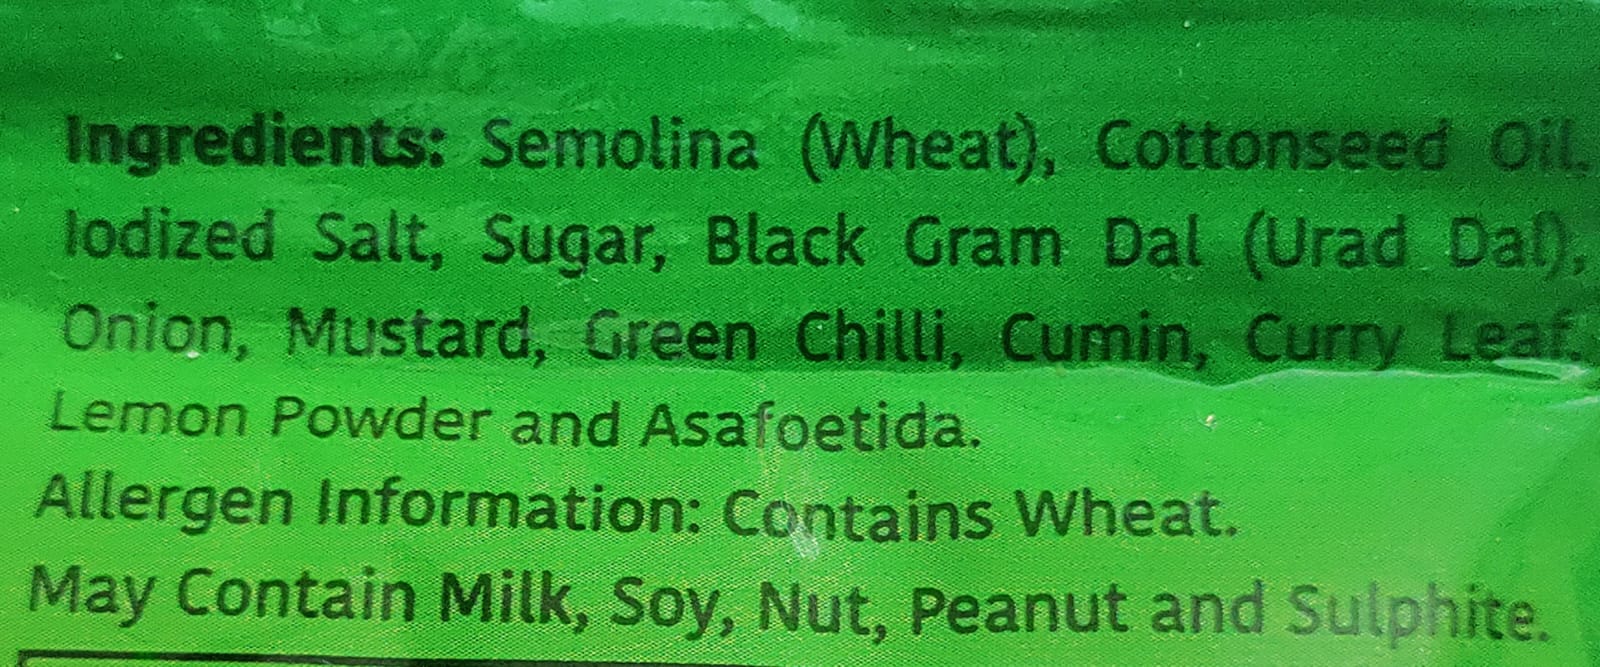 Ingredients: Semolina (Wheat), Cottonseed Oil,
Iodized Salt, Sugar, Black Gram Dal (Urad Dal),
Onion, Mustard, Green Chilli, Cumin, Curry Leaf,
Lemon Powder and Asafoetida.
Allergen Information: Contains Wheat.
May Contain Milk, Soy, Nut, Peanut and Sulphite.